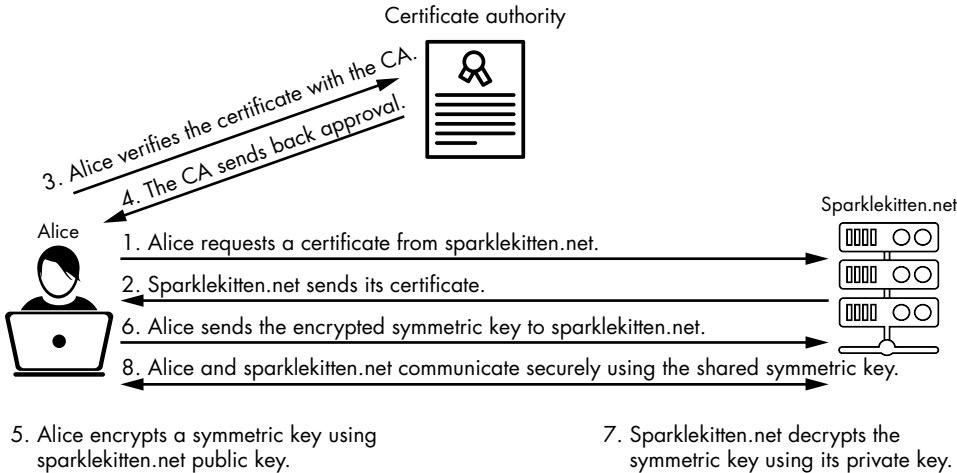 Certificate authority
3. Alice verifies the certificate with the CA.
4. The CA sends back approval.
Sparklekitten.net
Alice
1. Alice requests a certificate from sparklekitten.net.
2. Sparklekitten.net sends its certificate.
6. Alice sends the encrypted symmetric key to sparklekitten.net.
8. Alice and sparklekitten.net communicate securely using the shared symmetric key.
5. Alice encrypts a symmetric key using
sparklekitten.net public key.
7. Sparklekitten.net decrypts the
symmetric key using its private key.